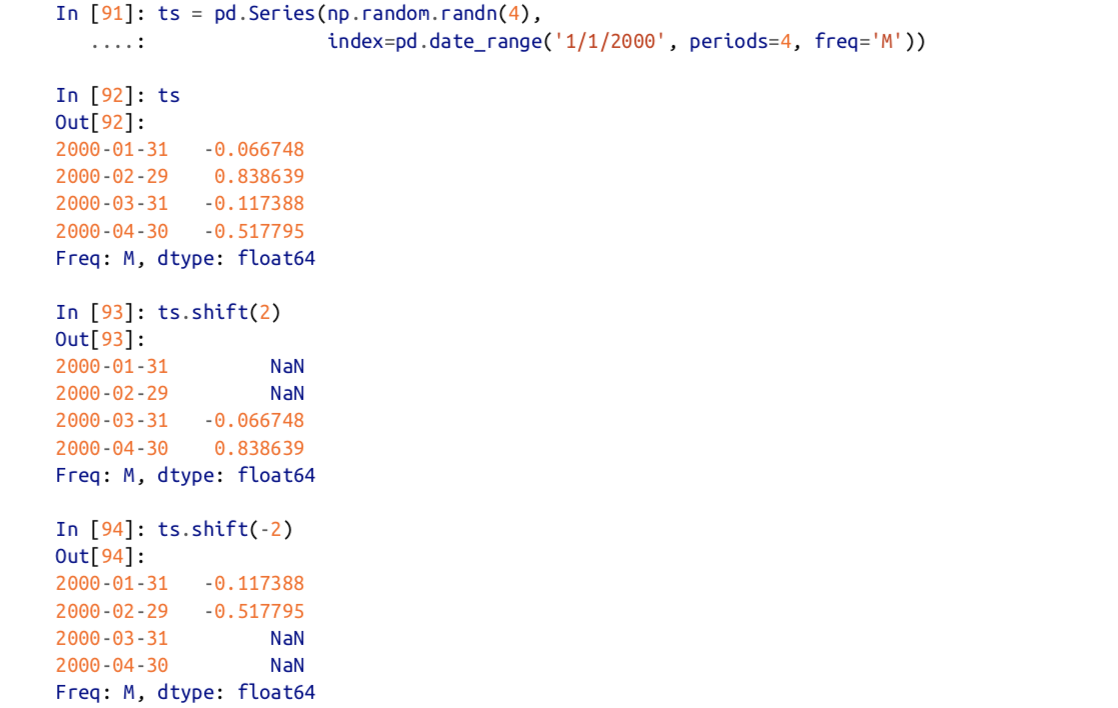 In [91]: ts = pd.Series(np.random.randn(4),
....: index=pd.date_range('1/1/2000', periods=4, freq='M'))
In [92]: ts
Out[92]:
2000-01-31 -0.066748
2000-02-29 0.838639
2000-03-31 -0.117388
2000-04-30 -0.517795
Freq: M, dtype: float64
In [93]: ts.shift(2)
Out[93]:
2000-01-31 NaN
2000-02-29 NaN
2000-03-31 -0.066748
2000-04-30 0.838639
Freq: M, dtype: float64
In [94]: ts.shift(-2)
Out[94]:
2000-01-31 -0.117388
2000-02-29 -0.517795
2000-03-31 NaN
2000-04-30 NaN
Freq: M, dtype: float64